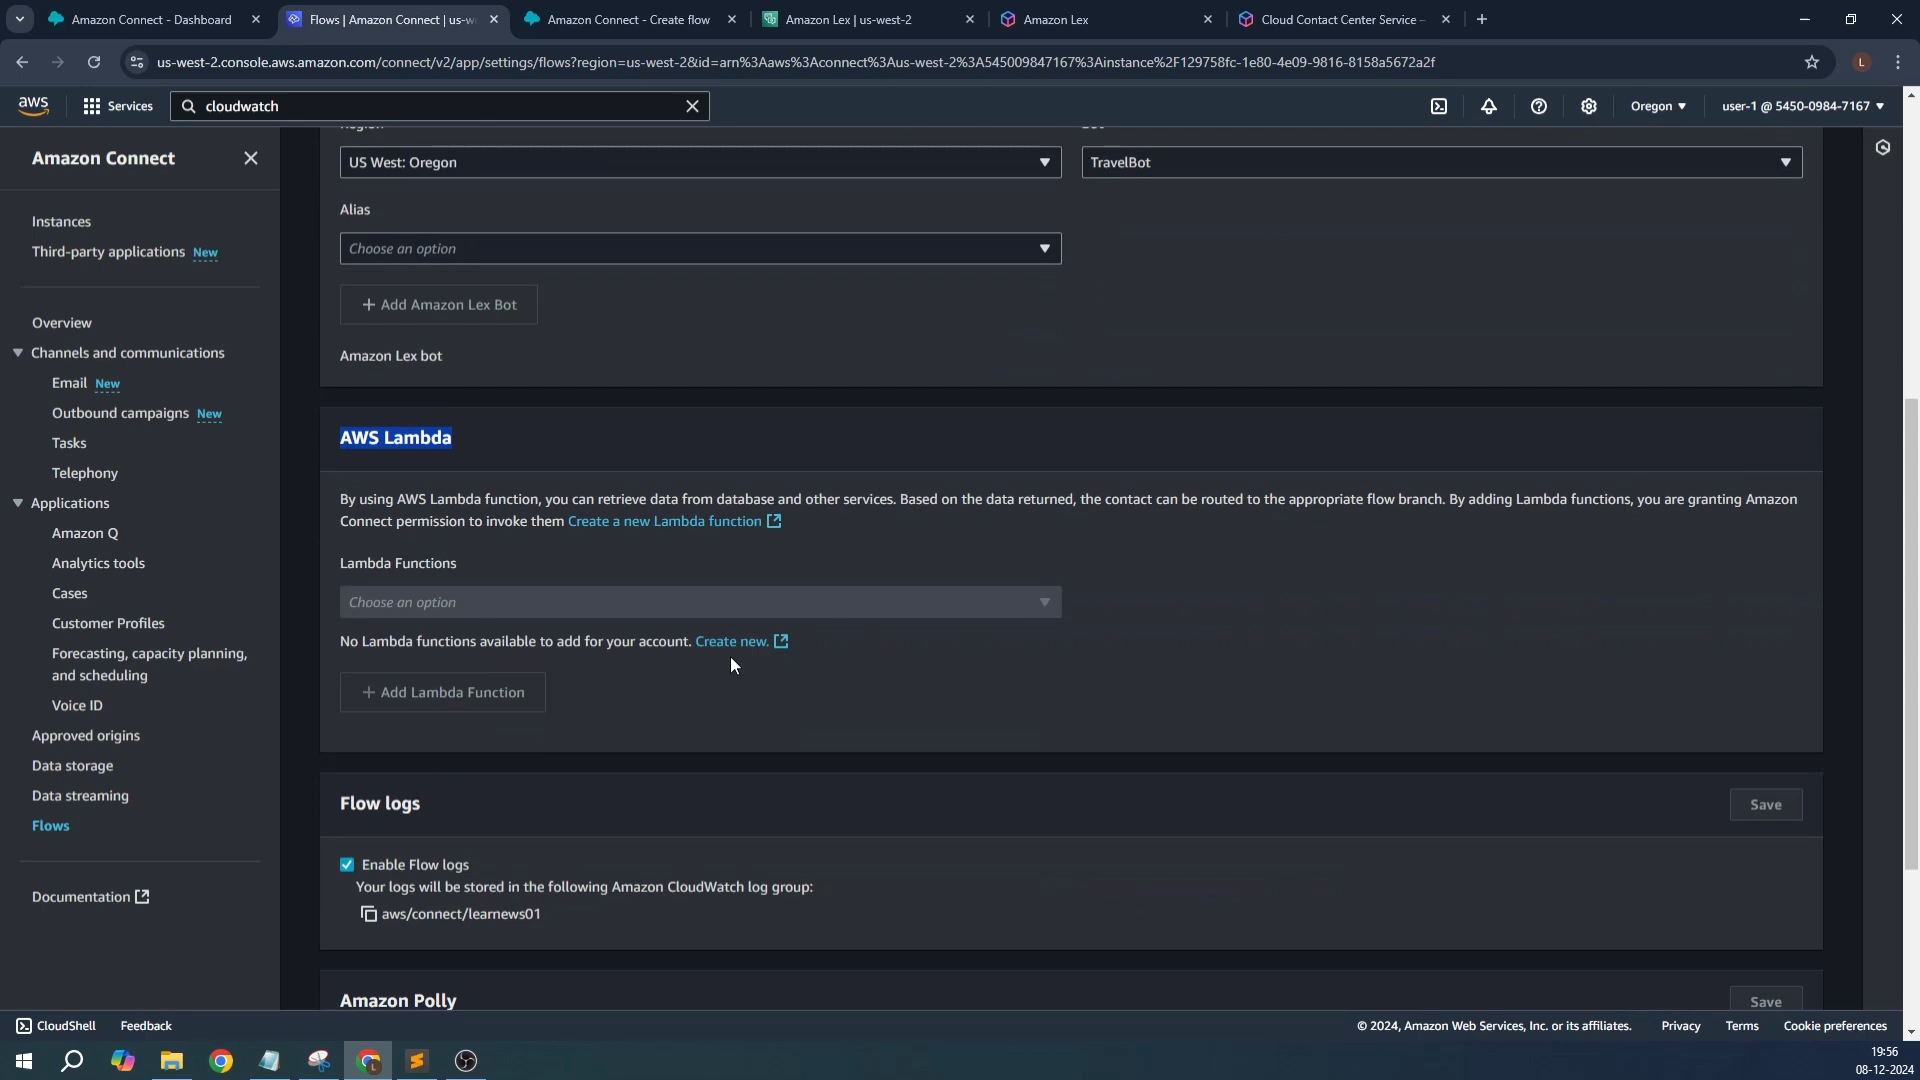 Amazon Connect - Dashboard
Flows | Amazon Connect | us-we
Amazon Connect - Create flow
Amazon Lex | us-west-2
Amazon Lex
Cloud Contact Center Service -
us-west-2.console.aws.amazon.com/connect/v2/app/settings/flows?region=us-west-2&id=arn%3Aaws%3Aconnect%3Aus-west-2%3A545009847167%3Ainstance%2F129758fc-1e80-4e09-9816-8158a5672a2f
L
aws
Services
cloudwatch
Oregon
user-1 @ 5450-0984-7167
Amazon Connect
Instances
Third-party applications New
Overview
Channels and communications
Email New
Outbound campaigns New
Tasks
Telephony
Applications
Amazon Q
Analytics tools
Cases
Customer Profiles
Forecasting, capacity planning,
and scheduling
Voice ID
Approved origins
Data storage
Data streaming
Flows
Documentation
Region
Bot
US West: Oregon
TravelBot
Alias
Choose an option
+ Add Amazon Lex Bot
Amazon Lex bot
AWS Lambda
By using AWS Lambda function, you can retrieve data from database and other services. Based on the data returned, the contact can be routed to the appropriate flow branch. By adding Lambda functions, you are granting Amazon
Connect permission to invoke them Create a new Lambda function
Lambda Functions
Choose an option
No Lambda functions available to add for your account. Create new.
+ Add Lambda Function
Flow logs
Save
Enable Flow logs
Your logs will be stored in the following Amazon CloudWatch log group:
aws/connect/learnews01
Amazon Polly
Save
CloudShell
Feedback
© 2024, Amazon Web Services, Inc. or its affiliates.
Privacy
Terms
Cookie preferences
19:56
08-12-2024